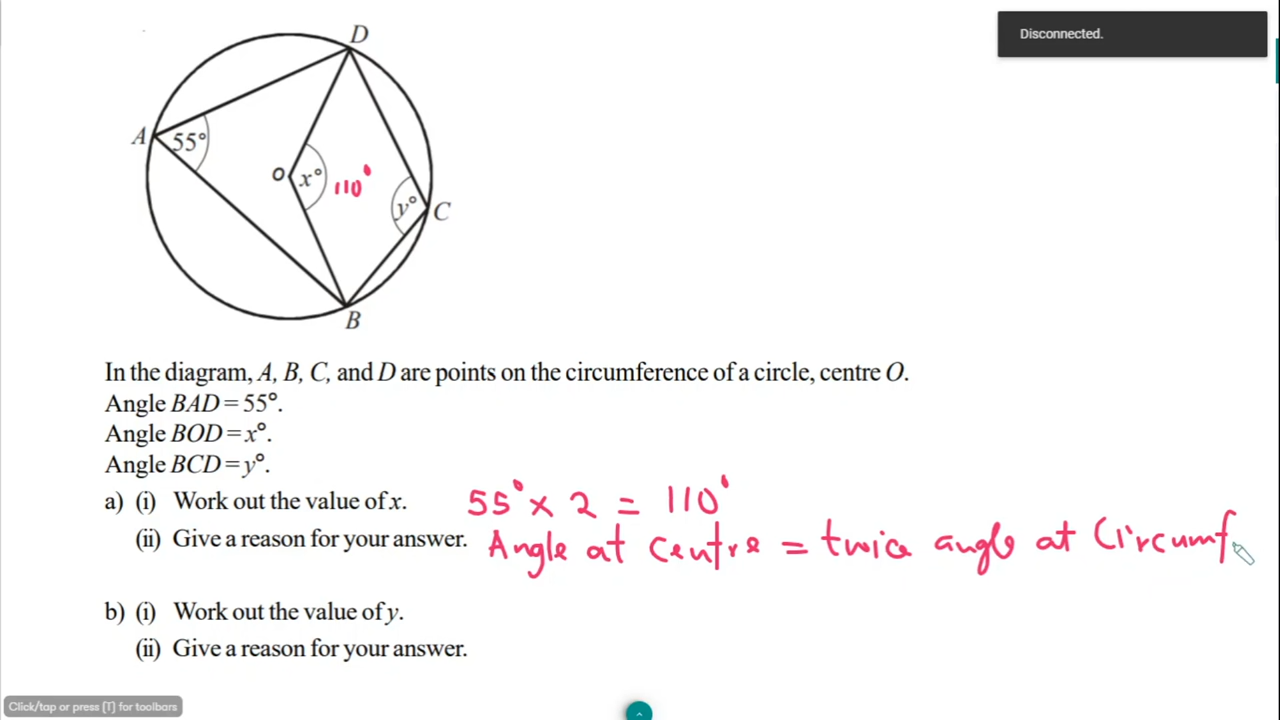 Disconnected.
D
A
55°
O
x°
110°
y°
C
B
In the diagram, A, B, C, and D are points on the circumference of a circle, centre O.
Angle BAD = 55°.
Angle BOD = x°.
Angle BCD = y°.
a) (i) Work out the value of x. 55° × 2 = 110°
(ii) Give a reason for your answer. Angle at centre = twice angle at Circumf
b) (i) Work out the value of y.
(ii) Give a reason for your answer.
Click/tap or press [T] for toolbars